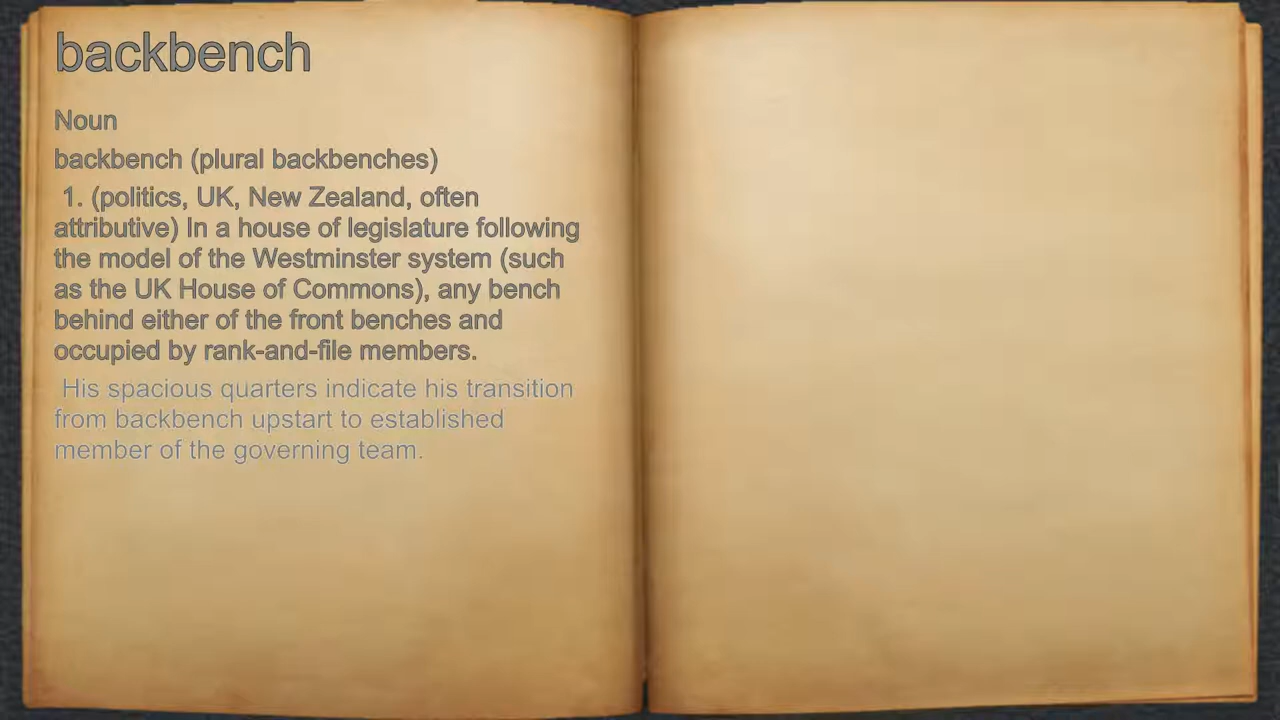 backbench
Noun
backbench (plural backbenches)
1. (politics, UK, New Zealand, often
attributive) In a house of legislature following
the model of the Westminster system (such
as the UK House of Commons), any bench
behind either of the front benches and
occupied by rank-and-file members.
His spacious quarters indicate his transition
from backbench upstart to established
member of the governing team.